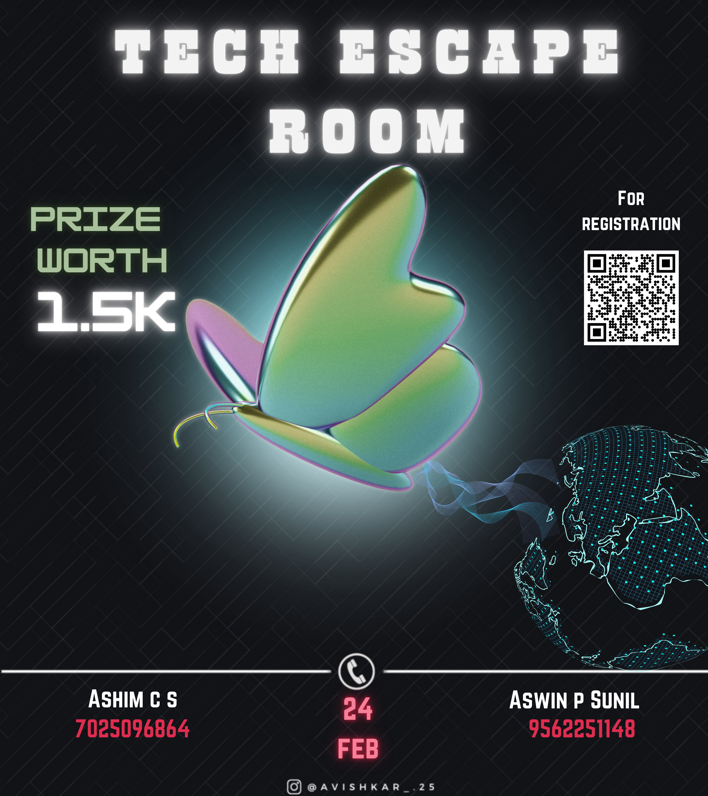 TECH ESCAPE
ROOM
PRIZE
WORTH
1.5K
FOR
REGISTRATION
ASHIM C S
7025096864
24
FEB
ASWIN P SUNIL
9562251148
@AVISHKAR_.25